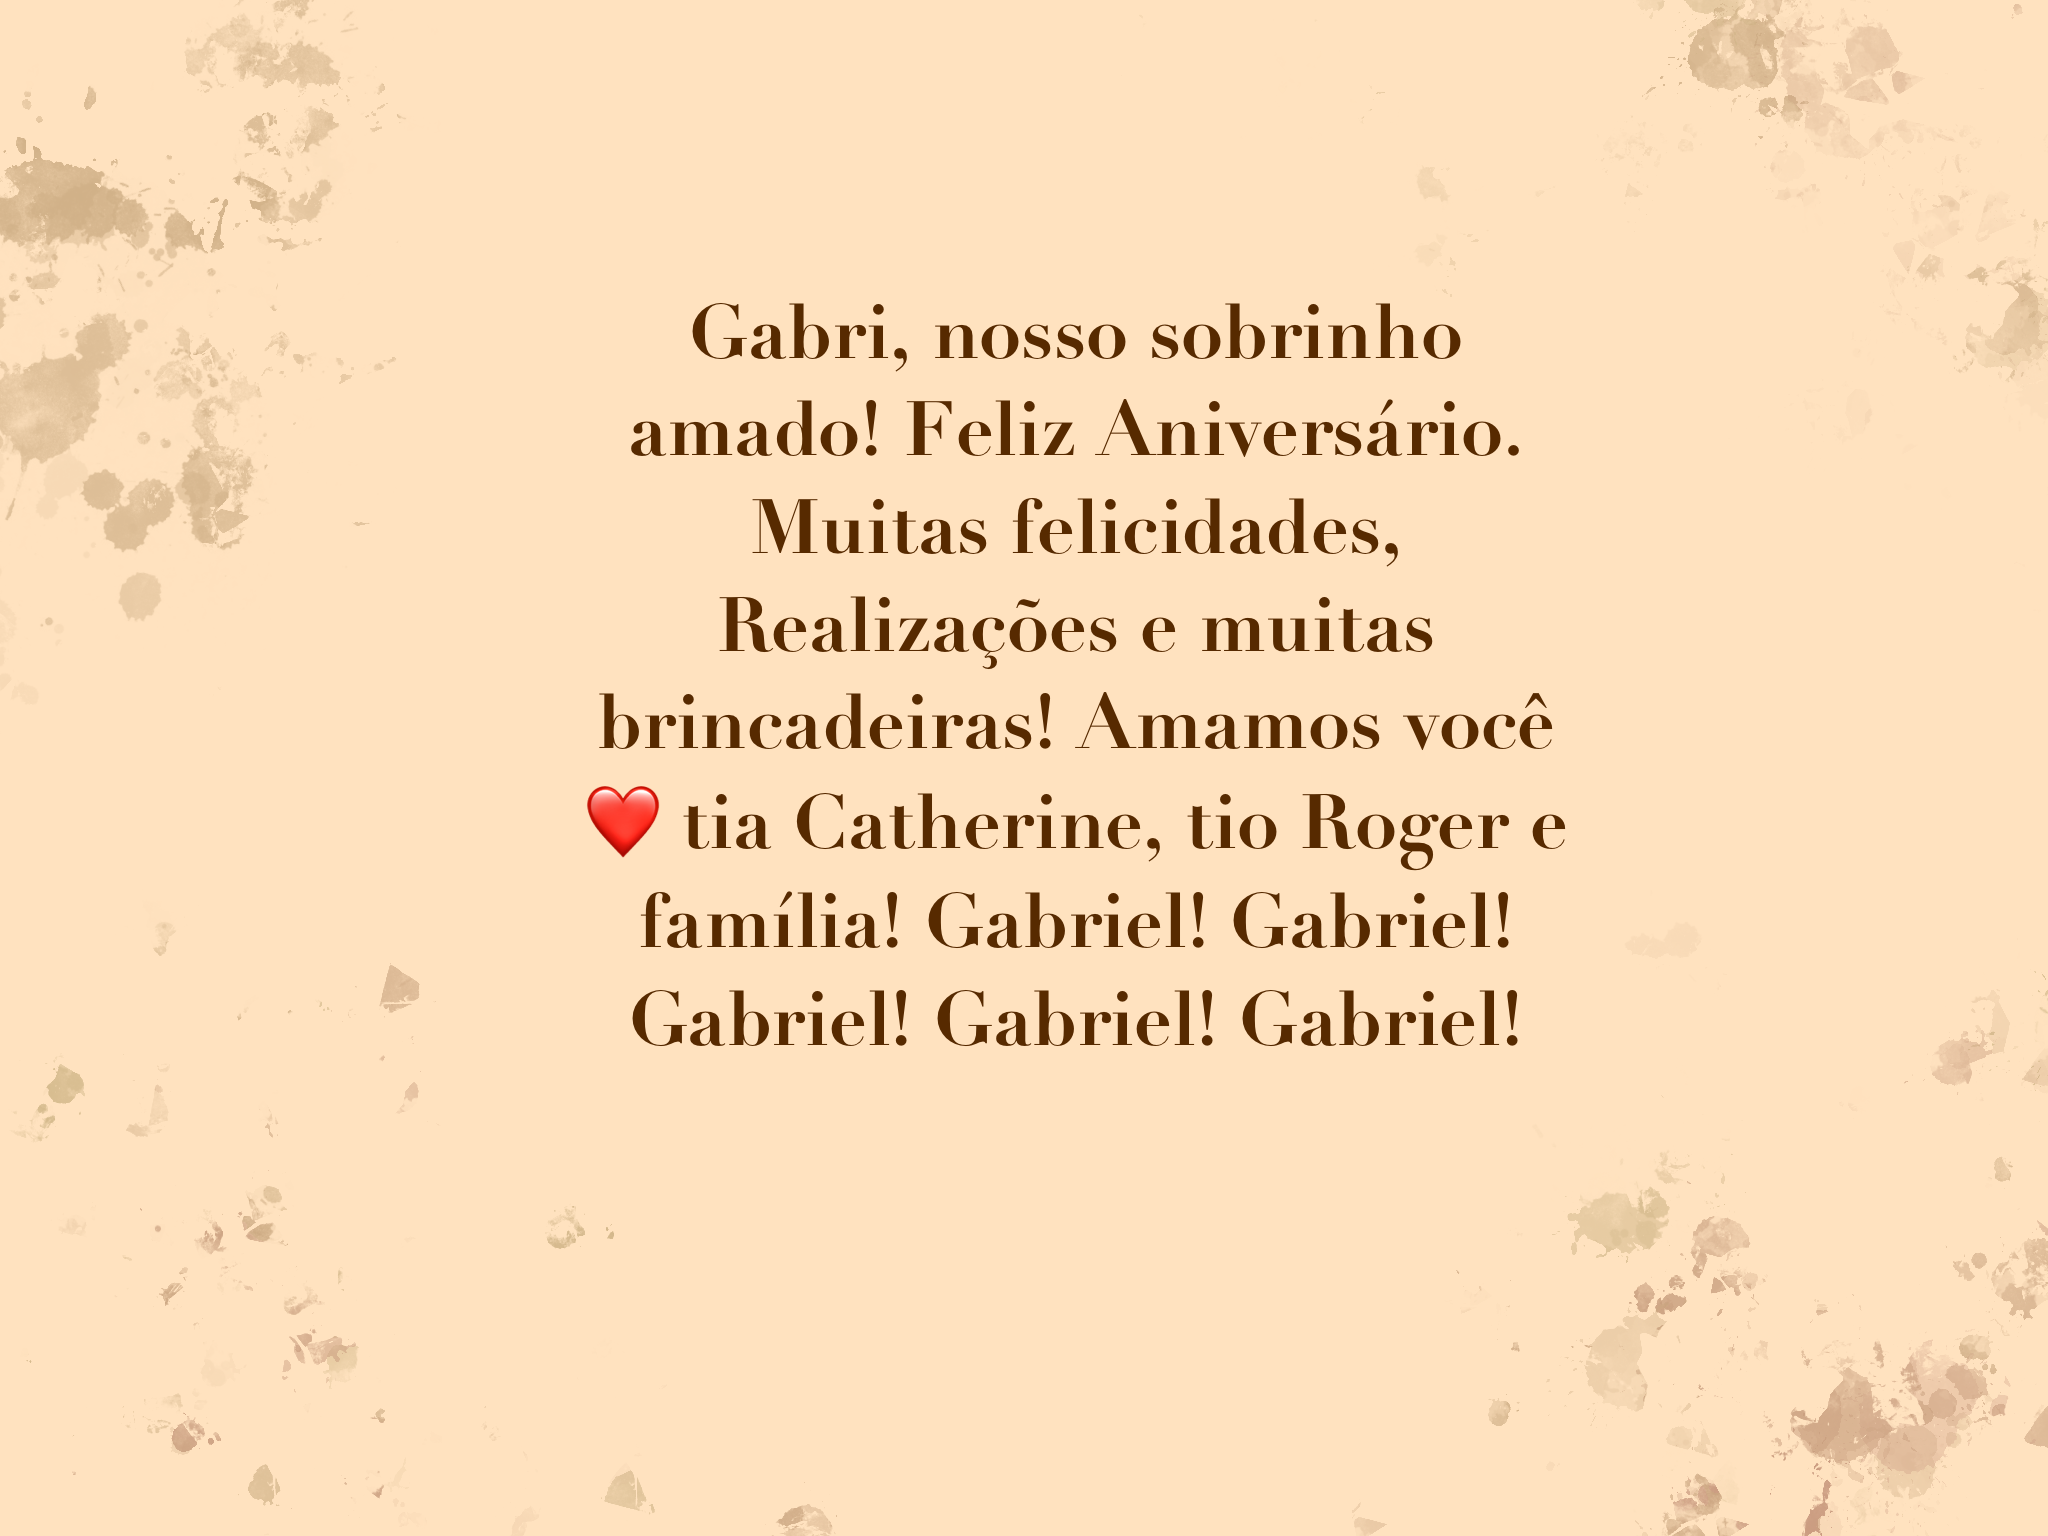 Gabri, nosso sobrinho
amado! Feliz Aniversário.
Muitas felicidades,
Realizações e muitas
brincadeiras! Amamos você
❤️ tia Catherine, tio Roger e
família! Gabriel! Gabriel!
Gabriel! Gabriel! Gabriel!